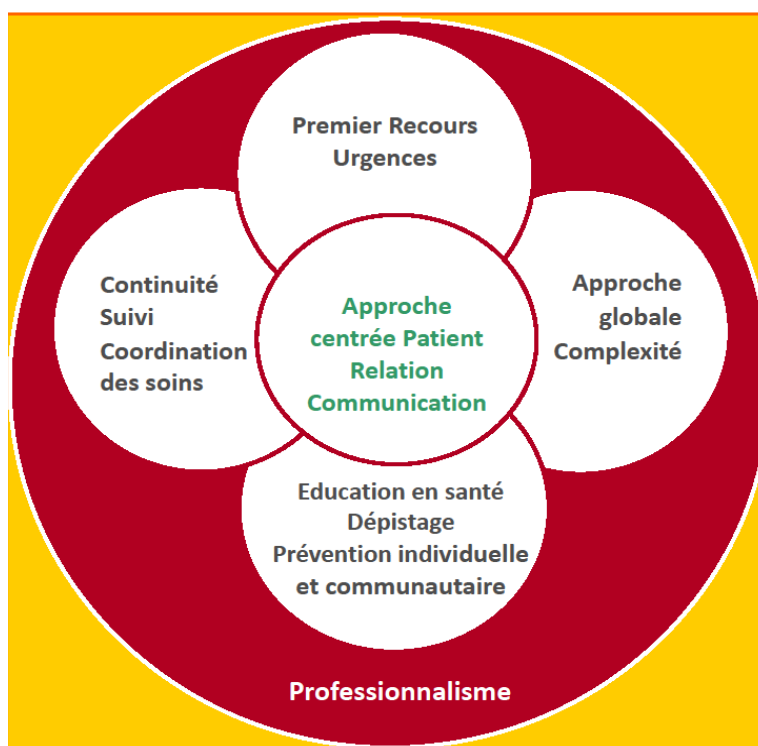 Premier Recours
Urgences
Continuité
Suivi
Coordination
des soins
Approche
centrée Patient
Relation
Communication
Approche
globale
Complexité
Education en santé
Dépistage
Prévention individuelle
et communautaire
Professionnalisme